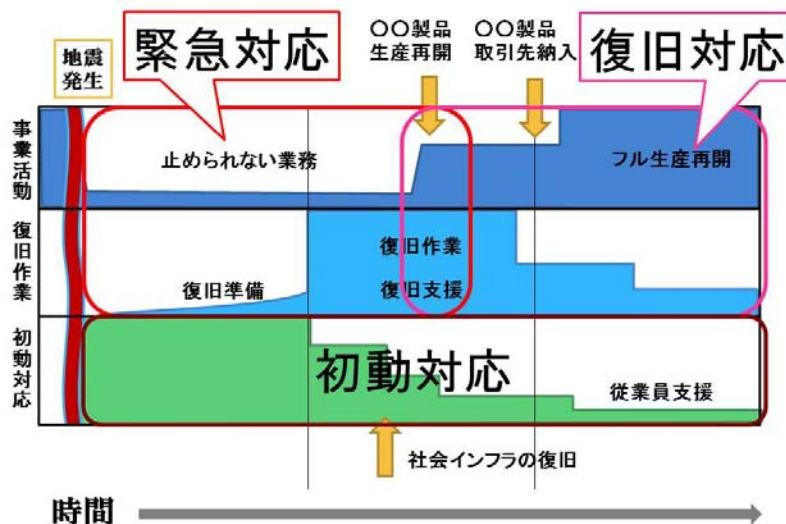 地震
発生
緊急対応
〇〇製品
生産再開
〇〇製品
取引先納入
復旧対応
事業活動
止められない業務
フル生産再開
復旧作業
復旧準備
復旧作業
復旧支援
初動対応
初動対応
従業員支援
社会インフラの復旧
時間